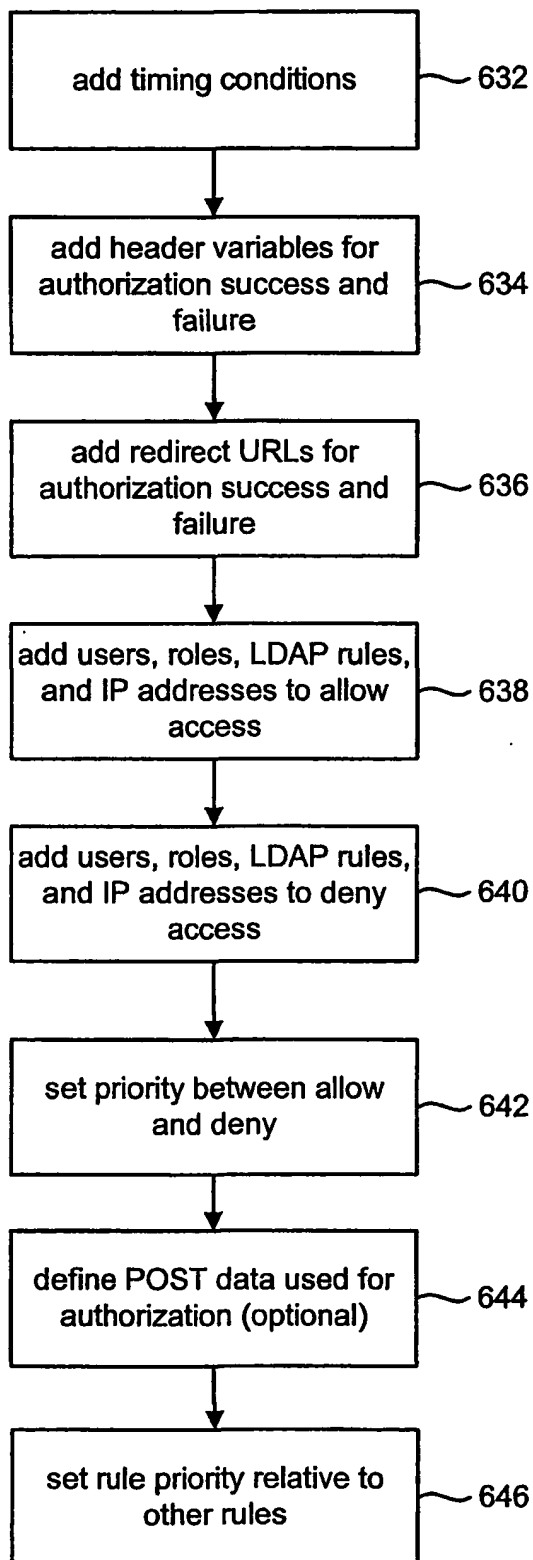 add timing conditions
632
add header variables for
authorization success and
failure
634
add redirect URLs for
authorization success and
failure
636
add users, roles, LDAP rules,
and IP addresses to allow
access
638
add users, roles, LDAP rules,
and IP addresses to deny
access
640
set priority between allow
and deny
642
define POST data used for
authorization (optional)
644
set rule priority relative to
other rules
646